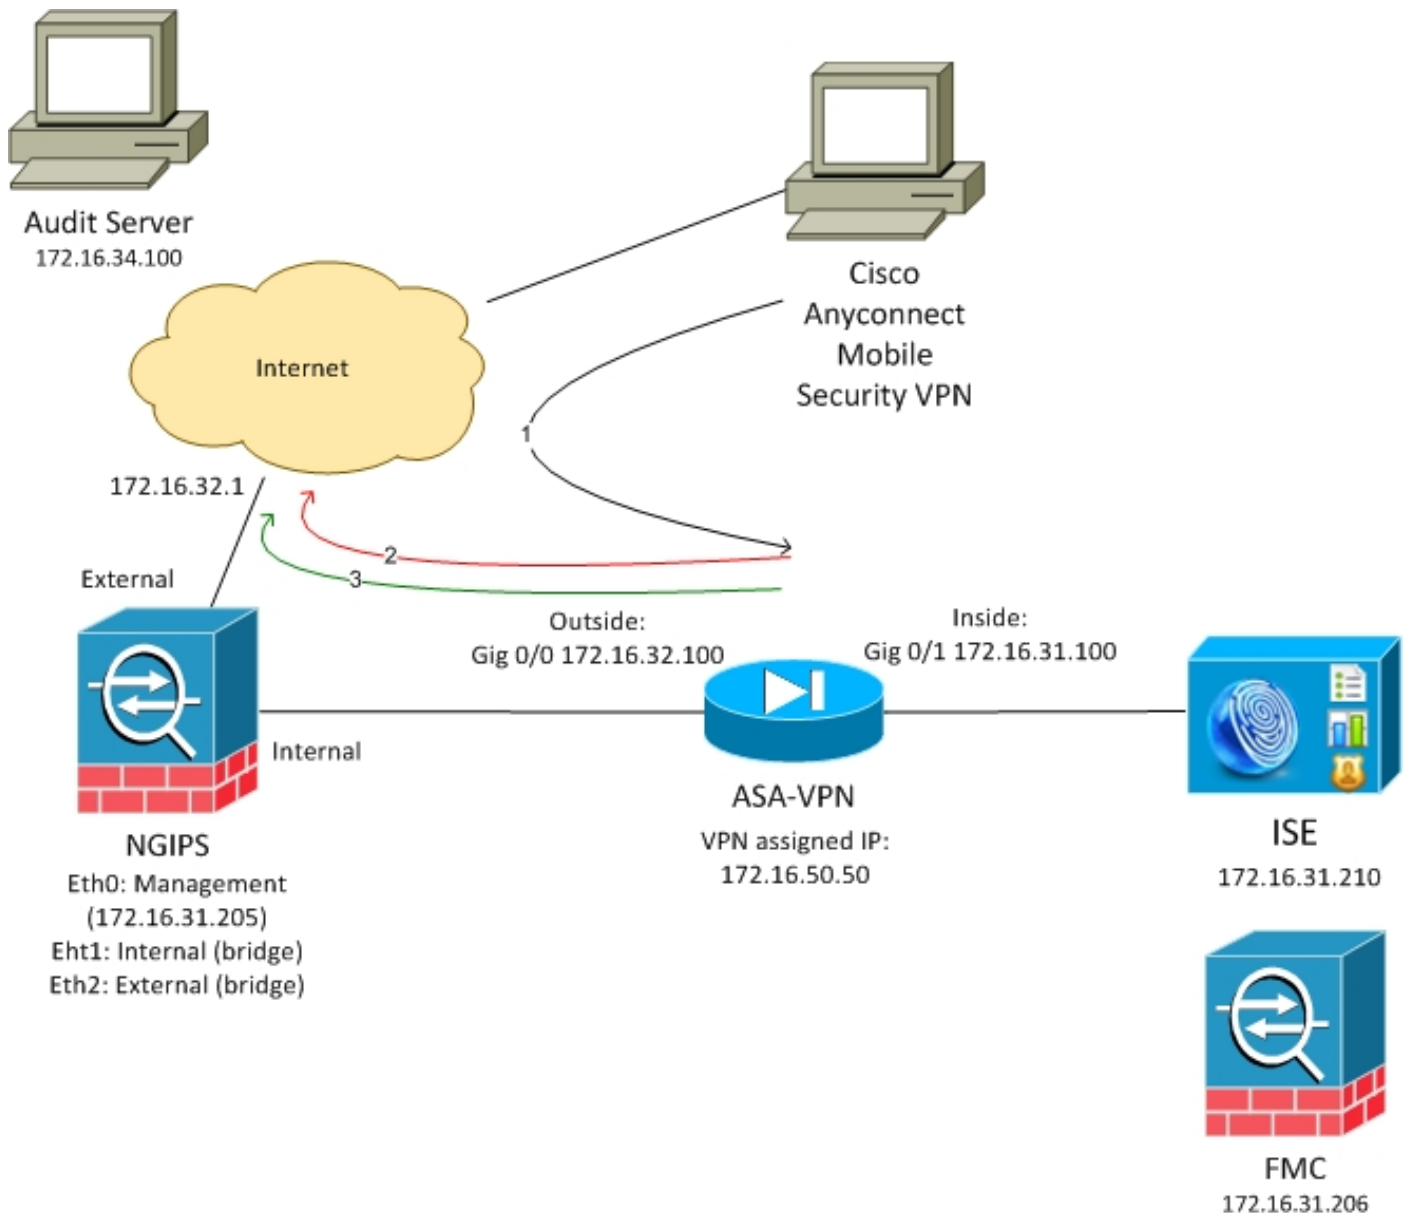 Audit Server
172.16.34.100
Cisco
Anyconnect
Mobile
Security VPN
Internet
1
172.16.32.1
2
3
External
Outside:
Gig 0/0 172.16.32.100
Inside:
Gig 0/1 172.16.31.100
Internal
NGIPS
Eth0: Management
(172.16.31.205)
Eht1: Internal (bridge)
Eth2: External (bridge)
ASA-VPN
VPN assigned IP:
172.16.50.50
ISE
172.16.31.210
FMC
172.16.31.206